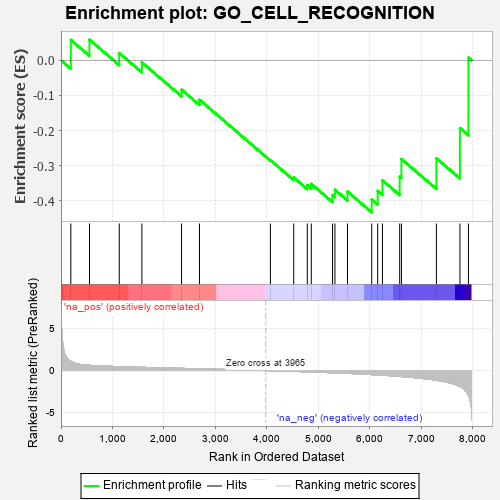 Enrichment plot: GO_CELL_RECOGNITION
Enrichment score (ES)
0.0
-0.1
-0.2
-0.3
-0.4
'na_pos' (positively correlated)
Ranked list metric (PreRanked)
5
0
-5
Zero cross at 3965
'na_neg' (negatively correlated)
0
1,000
2,000
3,000
4,000
5,000
6,000
7,000
8,000
Rank in Ordered Dataset
Enrichment profile
Hits
Ranking metric scores